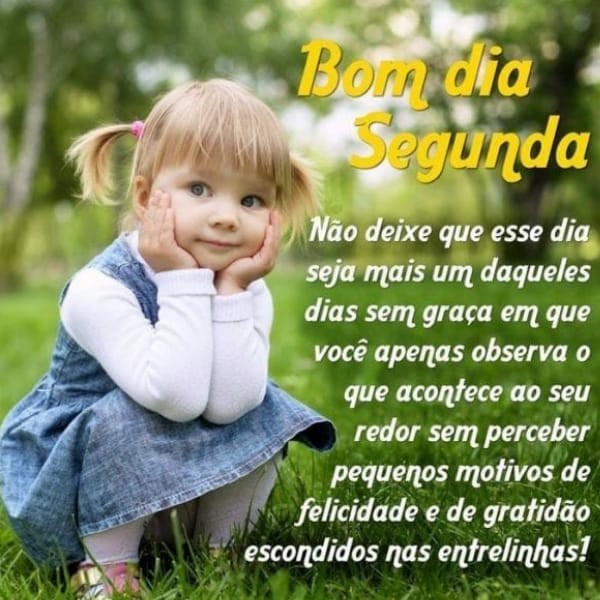 Bom dia
Segunda
Não deixe que esse dia
seja mais um daqueles
dias sem graça em que
você apenas observa o
que acontece ao seu
redor sem perceber
pequenos motivos de
felicidade e de gratidão
escondidos nas entrelinhas!